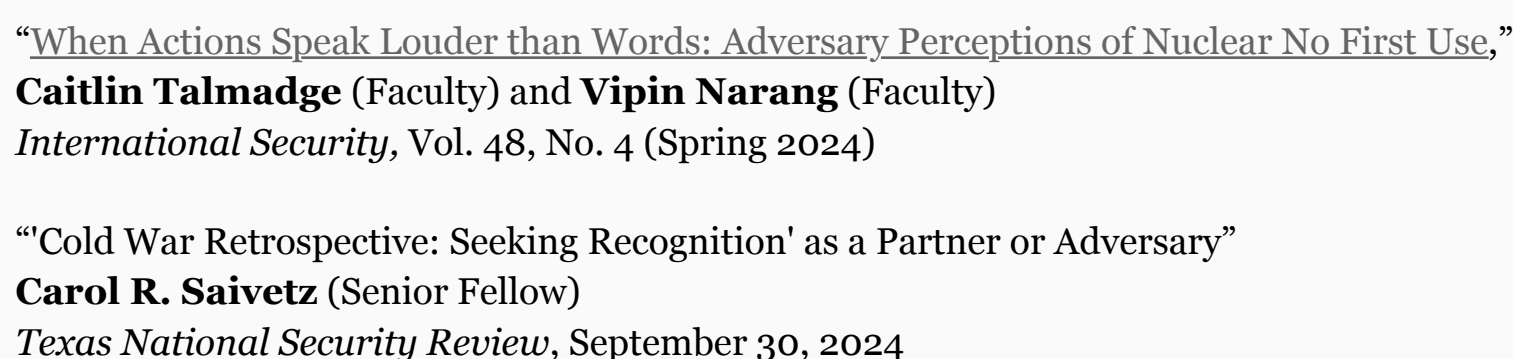 “When Actions Speak Louder than Words: Adversary Perceptions of Nuclear No First Use,”
Caitlin Talmadge (Faculty) and Vipin Narang (Faculty)
International Security, Vol. 48, No. 4 (Spring 2024)
“'Cold War Retrospective: Seeking Recognition' as a Partner or Adversary”
Carol R. Saivetz (Senior Fellow)
Texas National Security Review, September 30, 2024